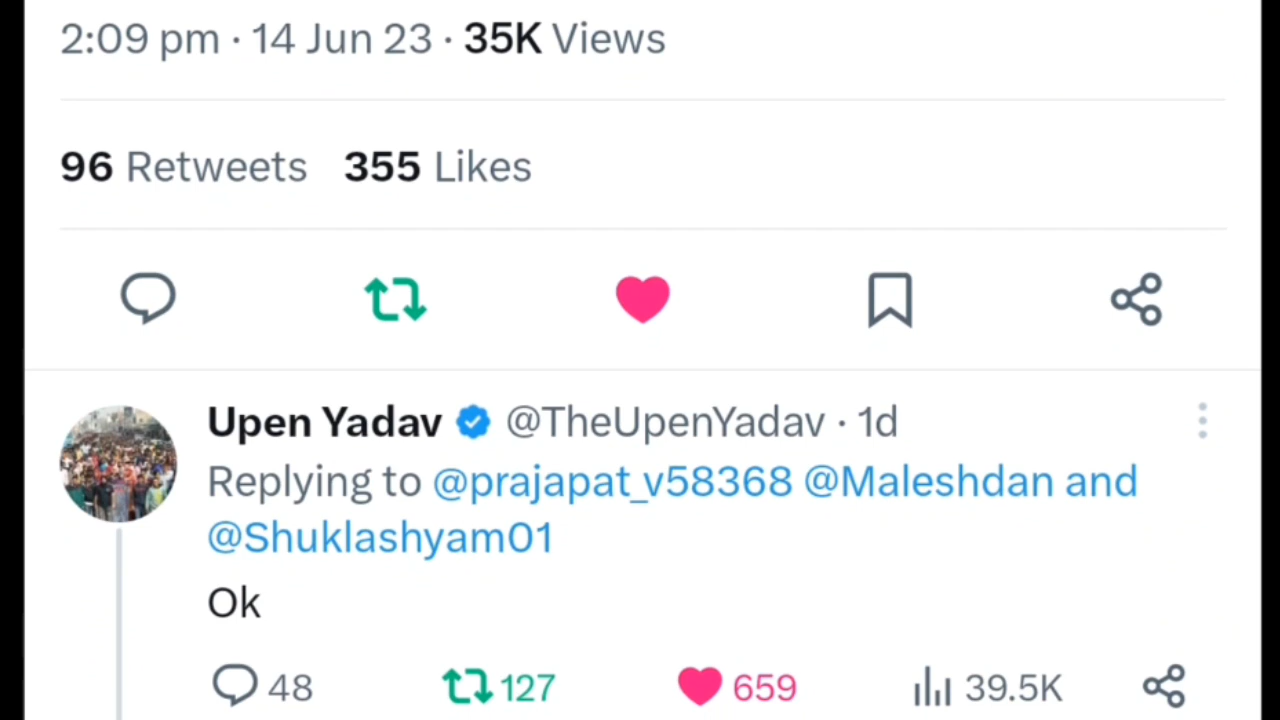 2:09 pm · 14 Jun 23 · 35K Views
96 Retweets 355 Likes
Upen Yadav @TheUpenYadav · 1d
Replying to @prajapat_v58368 @Maleshdan and
@Shuklashyam01
Ok
48 127 659 39.5K